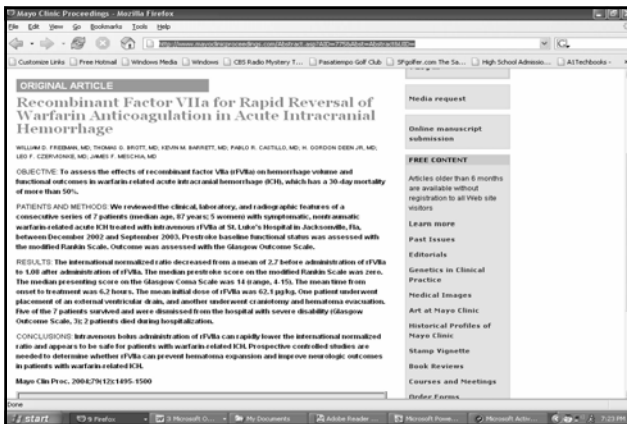 Mayo Clinic Proceedings - Mozilla Firefox
File Edit View Go Bookmarks Tools Help
Customize Links Free Hotmail Windows Media Windows CBS Radio Mystery T... Pasatiempo Golf Club SFgolfer.com The Sa... High School Admissio... A1Techbooks -
ORIGINAL ARTICLE
Recombinant Factor VIIa for Rapid Reversal of
Warfarin Anticoagulation in Acute Intracranial
Hemorrhage
WILLIAM D. FREEMAN, MD; THOMAS G. BROTT, MD; KEVIN M. BARRETT, MD; PABLO R. CASTILLO, MD; H. GORDON DEEN JR, MD;
LEO F. CZERVIONKE, MD; JAMES F. MESCHIA, MD
OBJECTIVE: To assess the effects of recombinant factor VIIa (rFVIIa) on hemorrhage volume and
functional outcomes in warfarin-related acute intracranial hemorrhage (ICH), which has a 30-day mortality
of more than 50%.
PATIENTS AND METHODS: We reviewed the clinical, laboratory, and radiographic features of a
consecutive series of 7 patients (median age, 87 years; 5 women) with symptomatic, nontraumatic
warfarin-related acute ICH treated with intravenous rFVIIa at St. Luke's Hospital in Jacksonville, Fla,
between December 2002 and September 2003. Prestroke baseline functional status was assessed with
the modified Rankin Scale. Outcome was assessed with the Glasgow Outcome Scale.
RESULTS: The international normalized ratio decreased from a mean of 2.7 before administration of rFVIIa
to 1.08 after administration of rFVIIa. The median prestroke score on the modified Rankin Scale was zero.
The median presenting score on the Glasgow Coma Scale was 14 (range, 4-15). The mean time from
onset to treatment was 6.2 hours. The mean initial dose of rFVIIa was 62.1 µg/kg. One patient underwent
placement of an external ventricular drain, and another underwent craniotomy and hematoma evacuation.
Five of the 7 patients survived and were dismissed from the hospital with severe disability (Glasgow
Outcome Scale, 3); 2 patients died during hospitalization.
CONCLUSIONS: Intravenous bolus administration of rFVIIa can rapidly lower the international normalized
ratio and appears to be safe for patients with warfarin-related ICH. Prospective controlled studies are
needed to determine whether rFVIIa can prevent hematoma expansion and improve neurologic outcomes
in patients with warfarin-related ICH.
Mayo Clin Proc. 2004;79(12):1495-1500
Media request
Online manuscript
submission
FREE CONTENT
Articles older than 6 months
are available without
registration to all Web site
visitors
Learn more
Past Issues
Editorials
Genetics in Clinical
Practice
Medical Images
Art at Mayo Clinic
Historical Profiles of
Mayo Clinic
Stamp Vignette
Book Reviews
Courses and Meetings
Order Forms
Done
start 9 Firefox 3 Microsoft O... My Documents Adobe Reader ... Microsoft Powe... Microsoft Activ... 7:23 PM